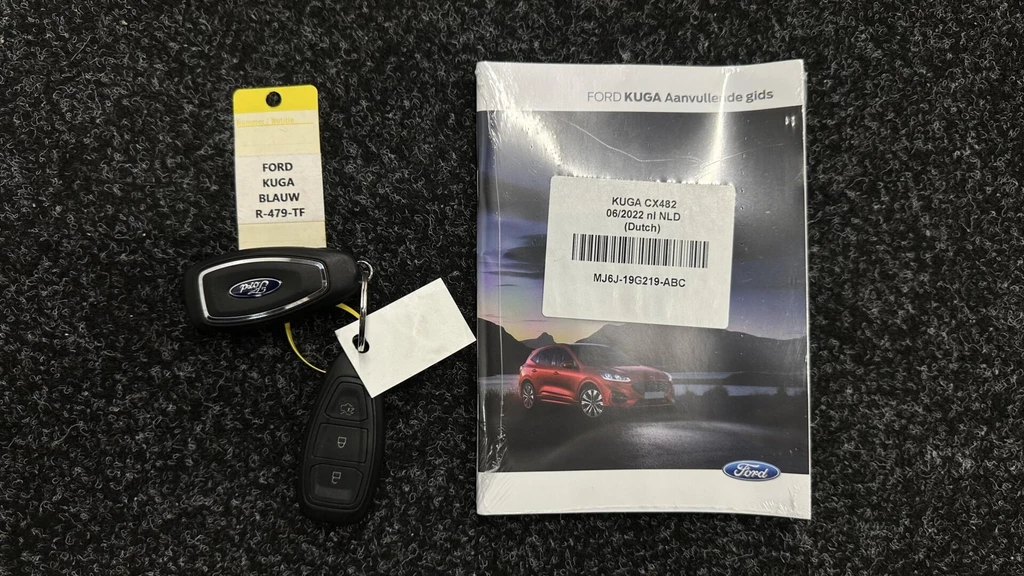 FORD
KUGA
BLAUW
R-479-TF
Ford
FORD KUGA Aanvullende gids
KUGA CX482
06/2022 nl NLD
(Dutch)
MJ6J-19G219-ABC
Ford